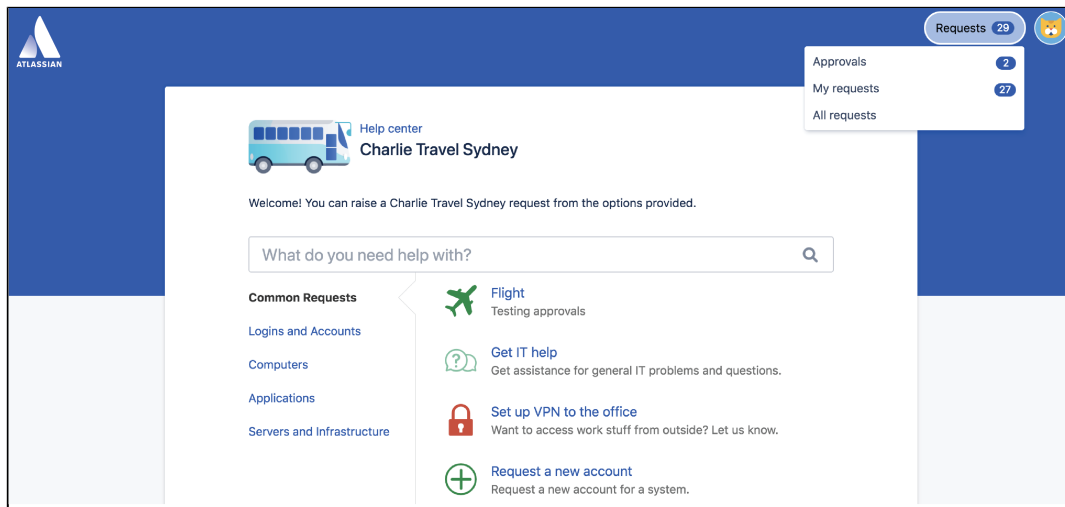 ATLASSIAN
Requests 29
Approvals 2
My requests 27
All requests
Help center
Charlie Travel Sydney
Welcome! You can raise a Charlie Travel Sydney request from the options provided.
What do you need help with?
Common Requests
Logins and Accounts
Computers
Applications
Servers and Infrastructure
Flight
Testing approvals
Get IT help
Get assistance for general IT problems and questions.
Set up VPN to the office
Want to access work stuff from outside? Let us know.
Request a new account
Request a new account for a system.